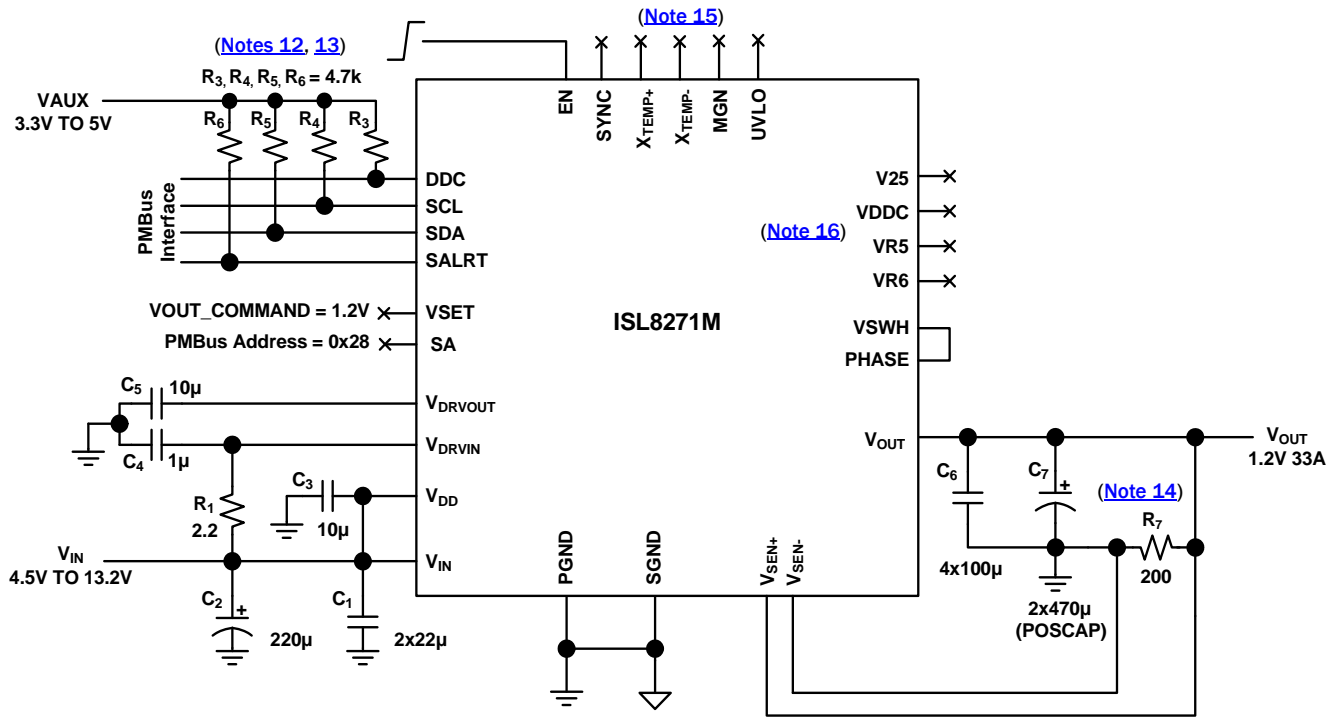 (Note 15)
(Notes 12, 13)
R3, R4, R5, R6 = 4.7k
VAUX
3.3V TO 5V
R6
R5
R4
R3
EN
SYNC
XTEMP+
XTEMP-
MGN
UVLO
PMBus
Interface
DDC
SCL
SDA
SALRT
V25
VDDC
(Note 16)
VR5
VR6
VOUT_COMMAND = 1.2V
VSET
ISL8271M
VSWH
PMBus Address = 0x28
SA
PHASE
C5
10µ
VDRVOUT
C4
1µ
VDRVIN
VOUT
VOUT
1.2V 33A
R1
2.2
C3
10µ
VDD
C6
4x100µ
C7
+
(Note 14)
R7
200
2x470µ
(POSCAP)
VIN
4.5V TO 13.2V
VIN
PGND
SGND
VSEN+
VSEN-
C2
+
220µ
C1
2x22µ